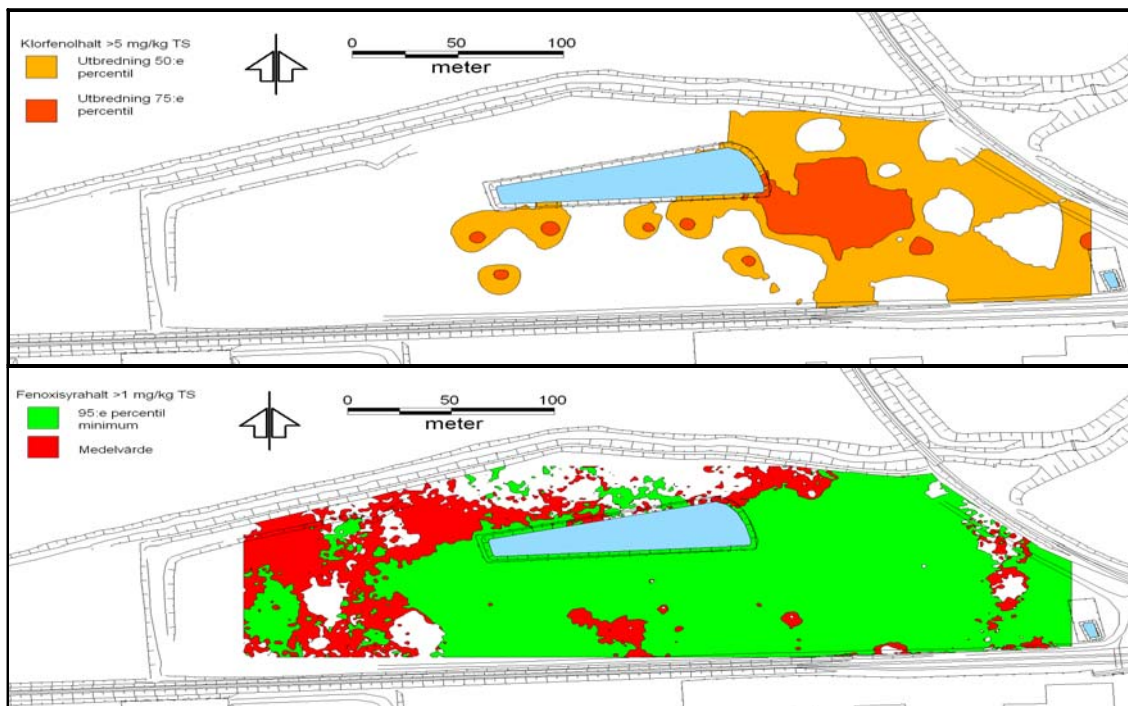 Klorfenolhalt >5 mg/kg TS
Utbredning 50:e
percentil
Utbredning 75:e
percentil
0 50 100
meter
Fenoxisyrahalt >1 mg/kg TS
95:e percentil
minimum
Medelvärde
0 50 100
meter